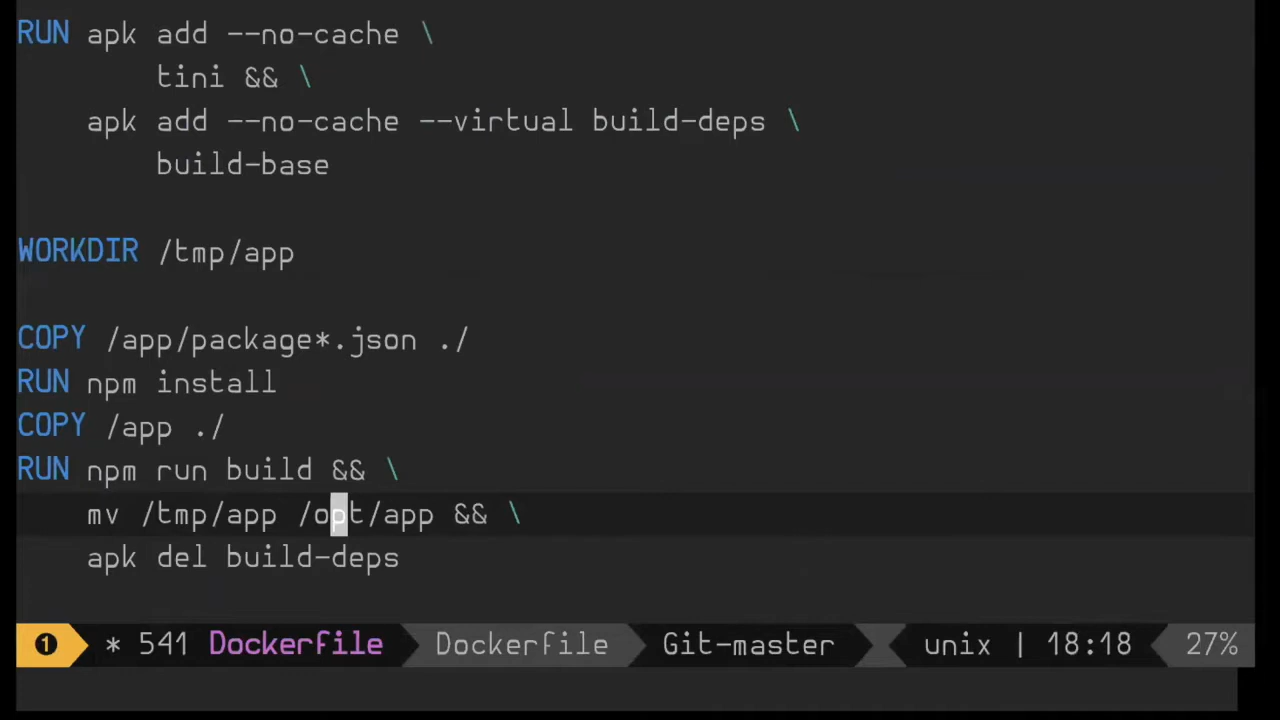 RUN apk add --no-cache \
tini && \
apk add --no-cache --virtual build-deps \
build-base
WORKDIR /tmp/app
COPY /app/package*.json ./
RUN npm install
COPY /app ./
RUN npm run build && \
mv /tmp/app /opt/app && \
apk del build-deps
1 * 541 Dockerfile Dockerfile Git-master unix | 18:18 27%